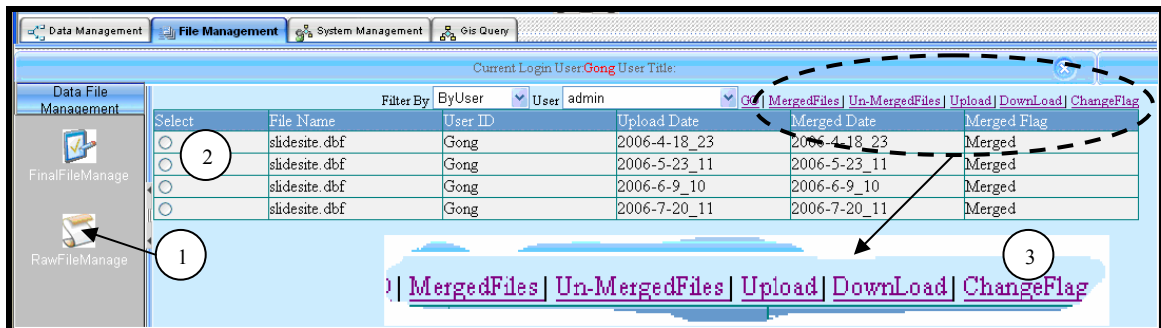 Data Management File Management System Management Gis Query
Current Login User:Gong User Title:
Data File Management
Filter By ByUser User admin GO | MergedFiles | Un-MergedFiles | Upload | DownLoad | ChangeFlag
Select File Name User ID Upload Date Merged Date Merged Flag
slidesite.dbf Gong 2006-4-18_23 2006-4-18_23 Merged
slidesite.dbf Gong 2006-5-23_11 2006-5-23_11 Merged
slidesite.dbf Gong 2006-6-9_10 2006-6-9_10 Merged
slidesite.dbf Gong 2006-7-20_11 2006-7-20_11 Merged
2
FinalFileManage
RawFileManage
1
3
| MergedFiles | Un-MergedFiles | Upload | DownLoad | ChangeFlag